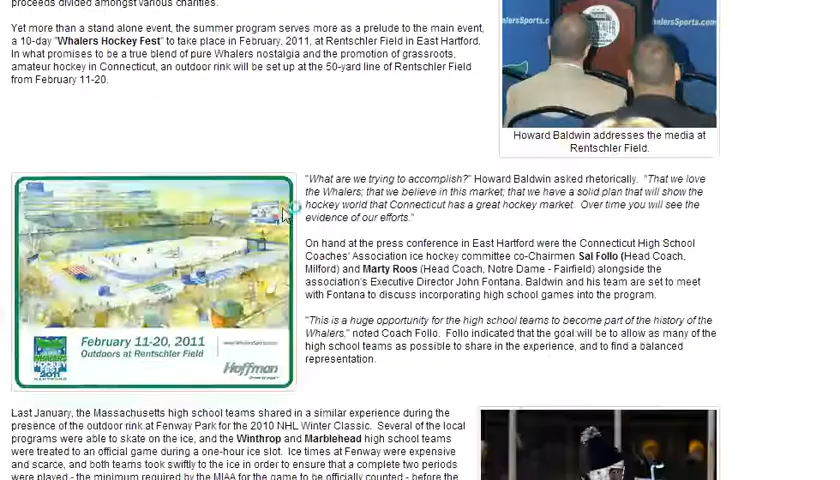 proceeds divided amongst various charities.
Yet more than a stand alone event, the summer program serves more as a prelude to the main event,
a 10-day "Whalers Hockey Fest" to take place in February, 2011, at Rentschler Field in East Hartford.
In what promises to be a true blend of pure Whalers nostalgia and the promotion of grassroots,
amateur hockey in Connecticut, an outdoor rink will be set up at the 50-yard line of Rentschler Field
from February 11-20.
Howard Baldwin addresses the media at
Rentschler Field.
"What are we trying to accomplish?" Howard Baldwin asked rhetorically. "That we love
the Whalers; that we believe in this market; that we have a solid plan that will show the
hockey world that Connecticut has a great hockey market. Over time you will see the
evidence of our efforts."
On hand at the press conference in East Hartford were the Connecticut High School
Coaches' Association ice hockey committee co-Chairmen Sal Follo (Head Coach,
Milford) and Marty Roos (Head Coach, Notre Dame - Fairfield) alongside the
association's Executive Director John Fontana. Baldwin and his team are set to meet
with Fontana to discuss incorporating high school games into the program.
"This is a huge opportunity for the high school teams to become part of the history of the
Whalers," noted Coach Follo. Follo indicated that the goal will be to allow as many of the
high school teams as possible to share in the experience, and to find a balanced
representation.
WHALERS
HOCKEY
FEST
2011
February 11-20, 2011
Outdoors at Rentschler Field
www.WhalersSports.com
Hoffman
Last January, the Massachusetts high school teams shared in a similar experience during the
presence of the outdoor rink at Fenway Park for the 2010 NHL Winter Classic. Several of the local
programs were able to skate on the ice, and the Winthrop and Marblehead high school teams
were treated to an official game during a one-hour ice slot. Ice times at Fenway were expensive
and scarce, and both teams took swiftly to the ice in order to ensure that a complete two periods
were played - the minimum required by the MIAA for the game to be officially counted - before the